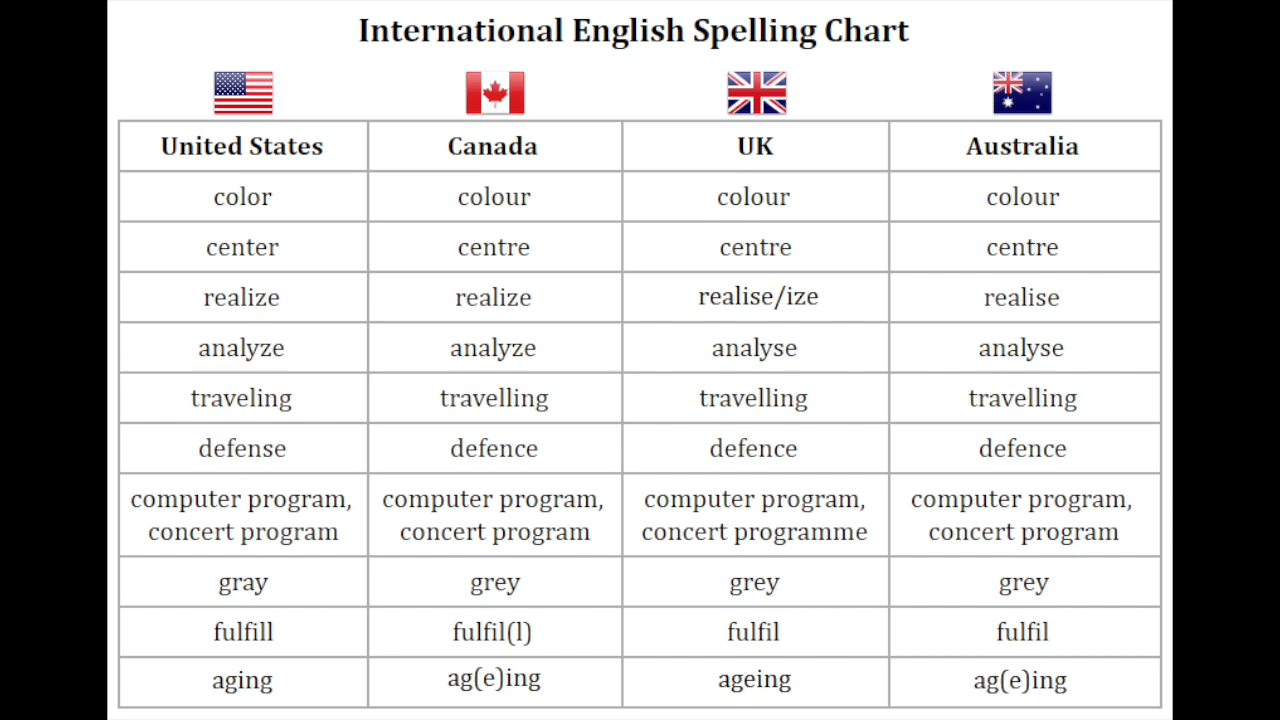 International English Spelling Chart
United States Canada UK Australia
color colour colour colour
center centre centre centre
realize realize realise/ize realise
analyze analyze analyse analyse
traveling travelling travelling travelling
defense defence defence defence
computer program, computer program, computer program, computer program,
concert program concert program concert programme concert program
gray grey grey grey
fulfill fulfil(l) fulfil fulfil
aging ag(e)ing ageing ag(e)ing